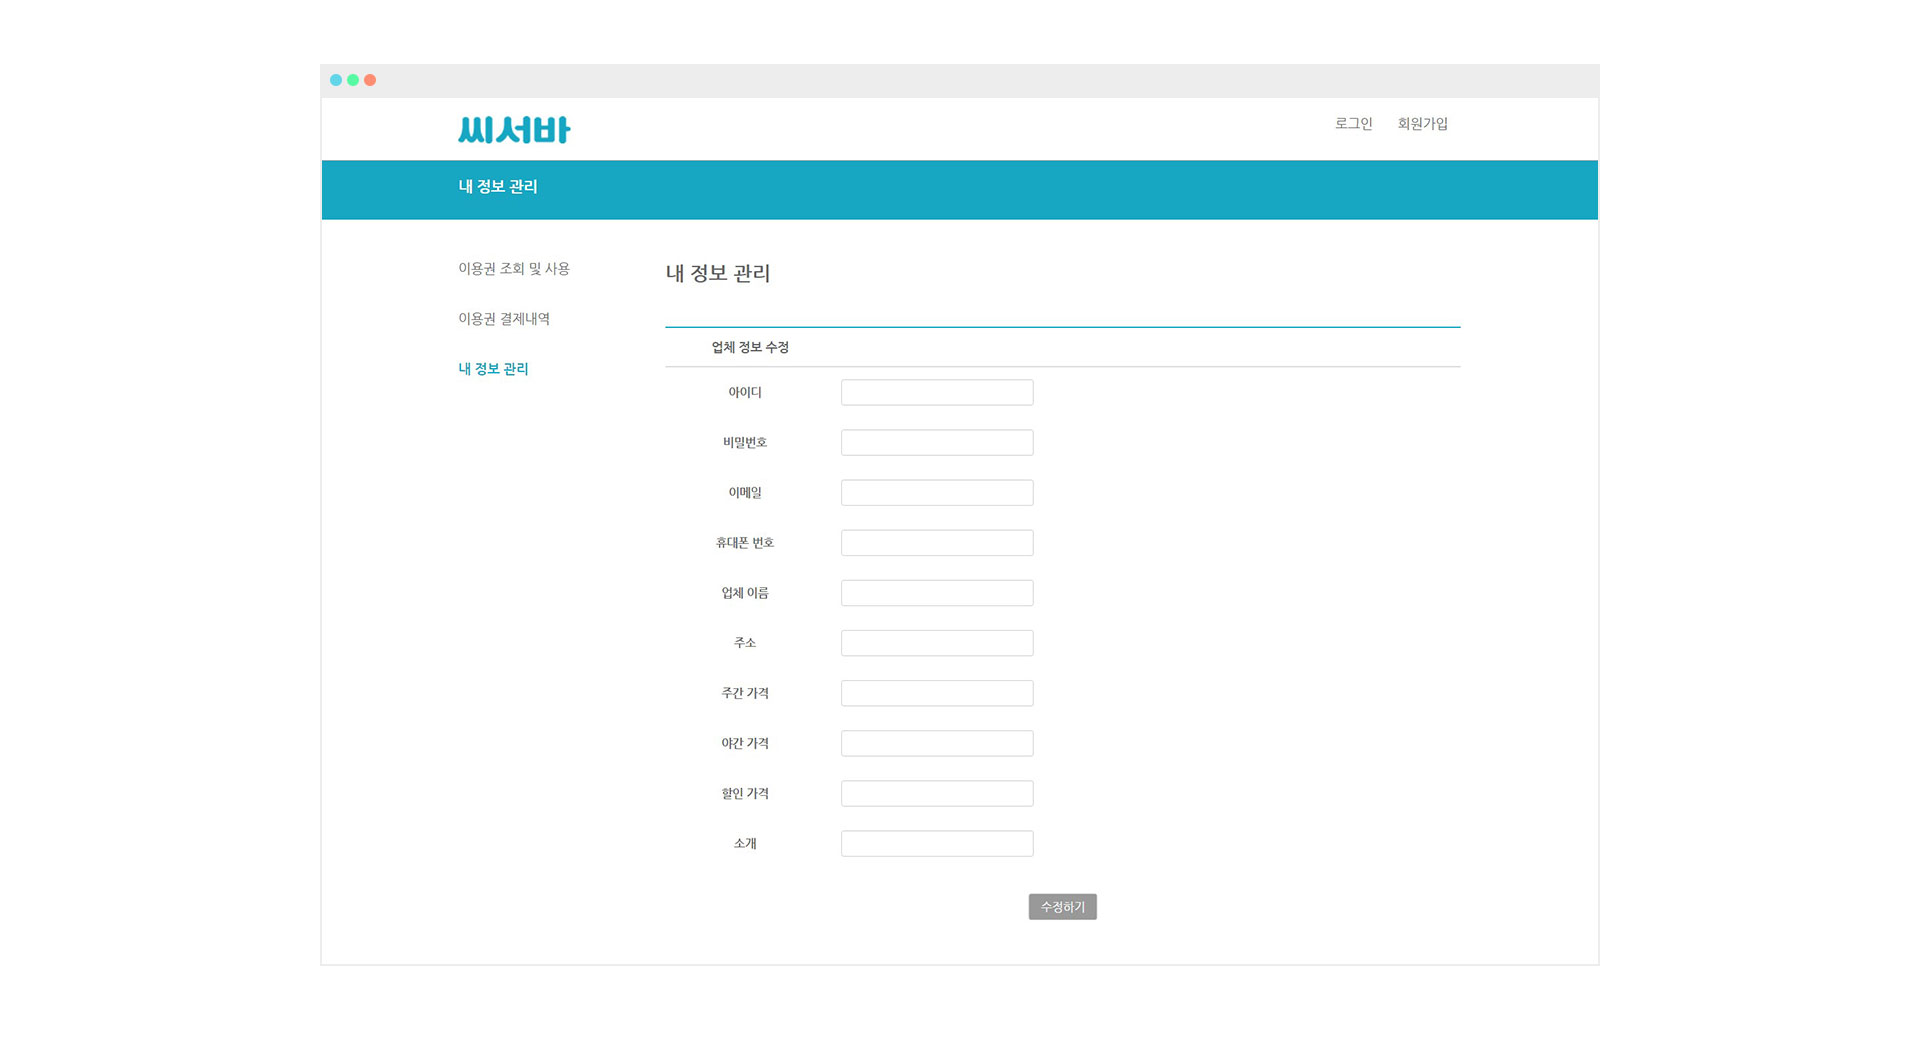 씨서바
로그인 회원가입
내 정보 관리
이용권 조회 및 사용
이용권 결제내역
내 정보 관리
내 정보 관리
업체 정보 수정
아이디
비밀번호
이메일
휴대폰 번호
업체 이름
주소
주간 가격
야간 가격
할인 가격
소개
수정하기